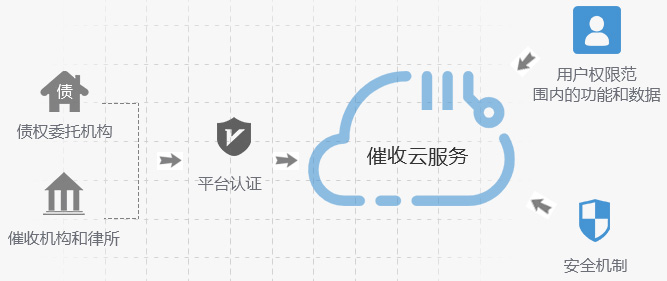 债
债权委托机构
催收机构和律所
平台认证
催收云服务
用户权限范
围内的功能和数据
安全机制